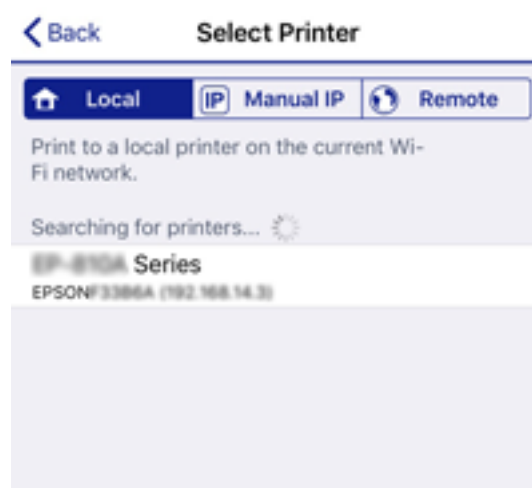 Back
Select Printer
Local
IP Manual IP
Remote
Print to a local printer on the current Wi-
Fi network.
Searching for printers...
Series
EPSON